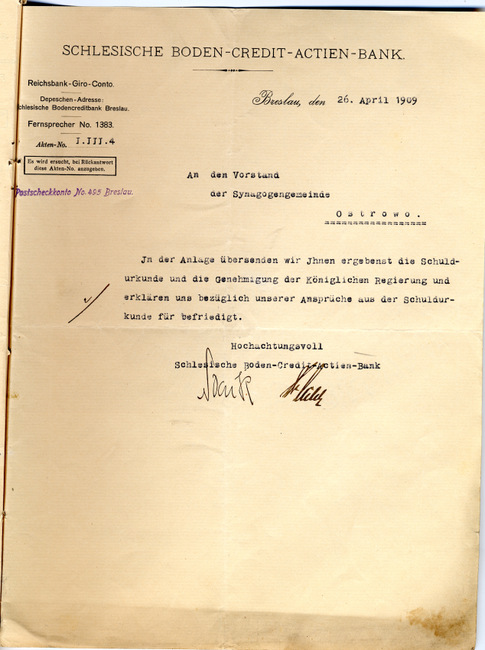 SCHLESISCHE BODEN-CREDIT-ACTIEN-BANK.
Reichsbank-Giro-Conto.
Depeschen-Adresse:
Schlesische Bodencreditbank Breslau.
Fernsprecher No. 1383.
Akten-No. I.III.4
Es wird ersucht, bei Rückantwort
diese Akten-No. anzugeben.
Postscheckkonto No. 495 Breslau.
Breslau, den 26. April 1909
An den Vorstand
der Synagogengemeinde
Ostrowo.
Jn der Anlage übersenden wir Jhnen ergebenst die Schuld-
urkunde und die Genehmigung der Königlichen Regierung und
erklären uns bezüglich unserer Ansprüche aus der Schuldur-
kunde für befriedigt.
Hochachtungsvoll
Schlesische Boden-Credit-Actien-Bank